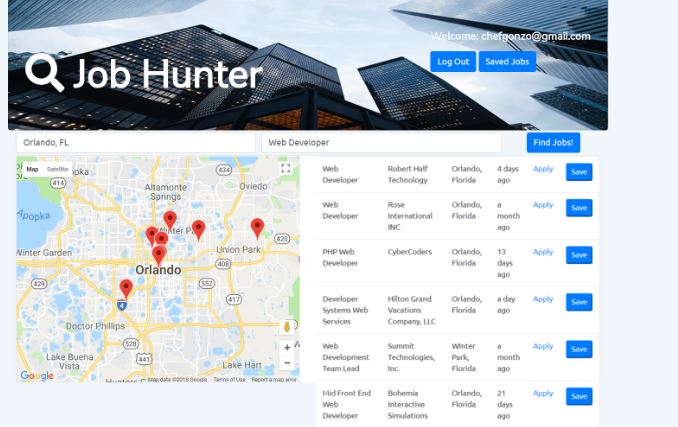 Welcome: chefgonzo@gmail.com
Job Hunter
Log Out Saved Jobs
Orlando, FL
Web Developer
Find Jobs!
Map Satellite
414
434
Altamonte
Springs
Oviedo
Apopka
Winter Park
Winter Garden
Union Park
420
Orlando
408
429
552
417
4
Doctor Phillips
528
Lake Buena
Vista
441
Lake Hart
Google
Map data ©2018 Google Terms of Use Report a map error
Web
Developer
Robert Half
Technology
Orlando,
Florida
4 days
ago
Apply
Save
Web
Developer
Rose
International
INC
Orlando,
Florida
a
month
ago
Apply
Save
PHP Web
Developer
CyberCoders
Orlando,
Florida
13
days
ago
Apply
Save
Developer
Systems Web
Services
Hilton Grand
Vacations
Company, LLC
Orlando,
Florida
a day
ago
Apply
Save
Web
Development
Team Lead
Summit
Technologies,
Inc.
Winter
Park,
Florida
a
month
ago
Apply
Save
Mid Front End
Web
Developer
Bohemia
Interactive
Simulations
Orlando,
Florida
21
days
ago
Apply
Save